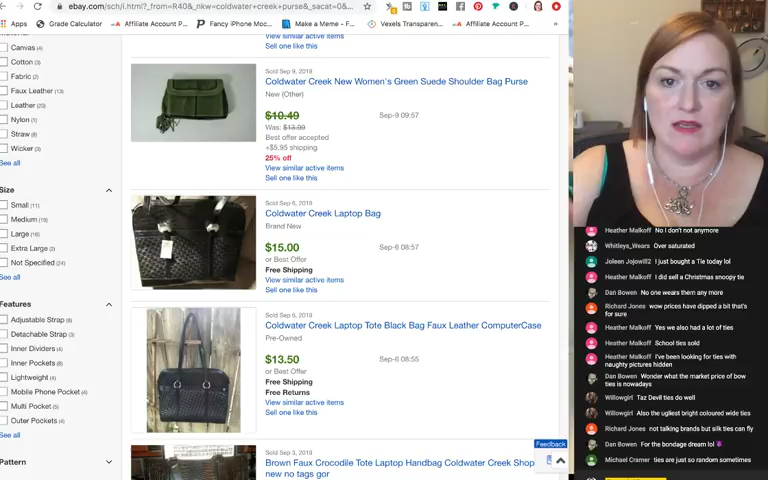 ebay.com/sch/i.html?_from=R40&_nkw=coldwater+creek+purse&_sacat=0&...
Apps
Grade Calculator
Affiliate Account P...
Fancy iPhone Moc...
Make a Meme - F...
Vexels Transparen...
Affiliate Account P...
Canvas (4)
Cotton (3)
Fabric (2)
Faux Leather (13)
Leather (20)
Nylon (1)
Straw (8)
Wicker (3)
See all
Size
Small (11)
Medium (19)
Large (16)
Extra Large (2)
Not Specified (24)
See all
Features
Adjustable Strap (8)
Detachable Strap (3)
Inner Dividers (4)
Inner Pockets (8)
Lightweight (4)
Mobile Phone Pocket (4)
Multi Pocket (5)
Outer Pockets (4)
See all
Pattern
View similar active items
Sell one like this
Sold Sep 9, 2019
Coldwater Creek New Women's Green Suede Shoulder Bag Purse
New (Other)
$10.49
Sep-9 09:57
Was: $13.99
Best offer accepted
+$5.95 shipping
25% off
View similar active items
Sell one like this
Sold Sep 6, 2019
Coldwater Creek Laptop Bag
Brand New
$15.00
Sep-6 08:57
or Best Offer
Free Shipping
View similar active items
Sell one like this
Sold Sep 6, 2019
Coldwater Creek Laptop Tote Black Bag Faux Leather ComputerCase
Pre-Owned
$13.50
Sep-6 08:55
or Best Offer
Free Shipping
Free Returns
View similar active items
Sell one like this
Sold Sep 3, 2019
Brown Faux Crocodile Tote Laptop Handbag Coldwater Creek Shop
new no tags gor
Feedback
Heather Malkoff No I don't not anymore
Whitleys_Wears Over saturated
Joleen Jojowill2 I just bought a Tie today lol
Heather Malkoff I did sell a Christmas snoopy tie
Dan Bowen No one wears them any more
Richard Jones wow prices have dipped a bit that's
for sure
Heather Malkoff Yes we also had a lot of ties
Heather Malkoff School ties sold
Heather Malkoff I've been looking for ties with
naughty pictures hidden
Dan Bowen Wonder what the market price of bow
ties is nowadays
Willowgirl Taz Devil ties do well
Willowgirl Also the ugliest bright coloured wide ties
Richard Jones not talking brands but silk ties can fly
Dan Bowen For the bondage dream lol 😈
Michael Cramer ties are just so random sometimes